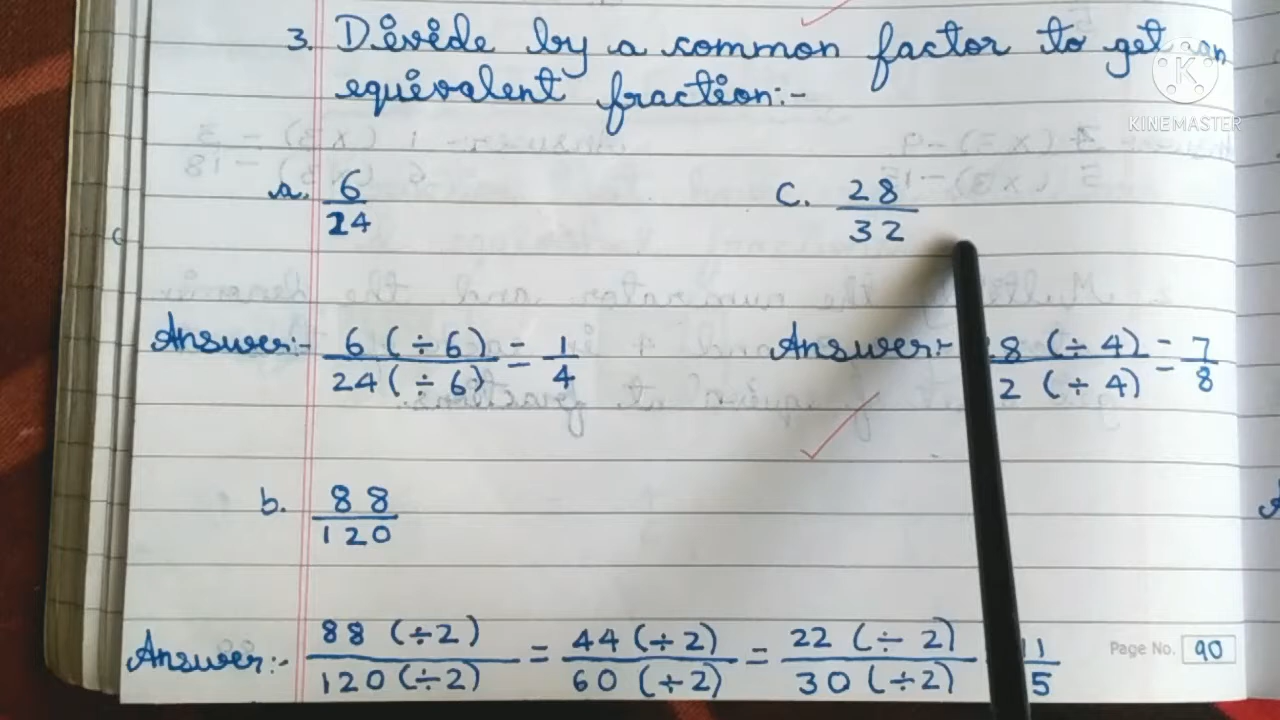 3. Divide by a common factor to get an
equivalent fraction:-
KINEMASTER
a. 6/24
c. 28/32
Answer:- 6 (÷6)/24 (÷6) = 1/4
Answer:- 8 (÷ 4)/2 (÷ 4) = 7/8
b. 88/120
Answer:- 88 (÷2)/120 (÷2) = 44 (÷ 2)/60 (÷2) = 22 (÷ 2)/30 (÷2) 11/5
Page No. 90